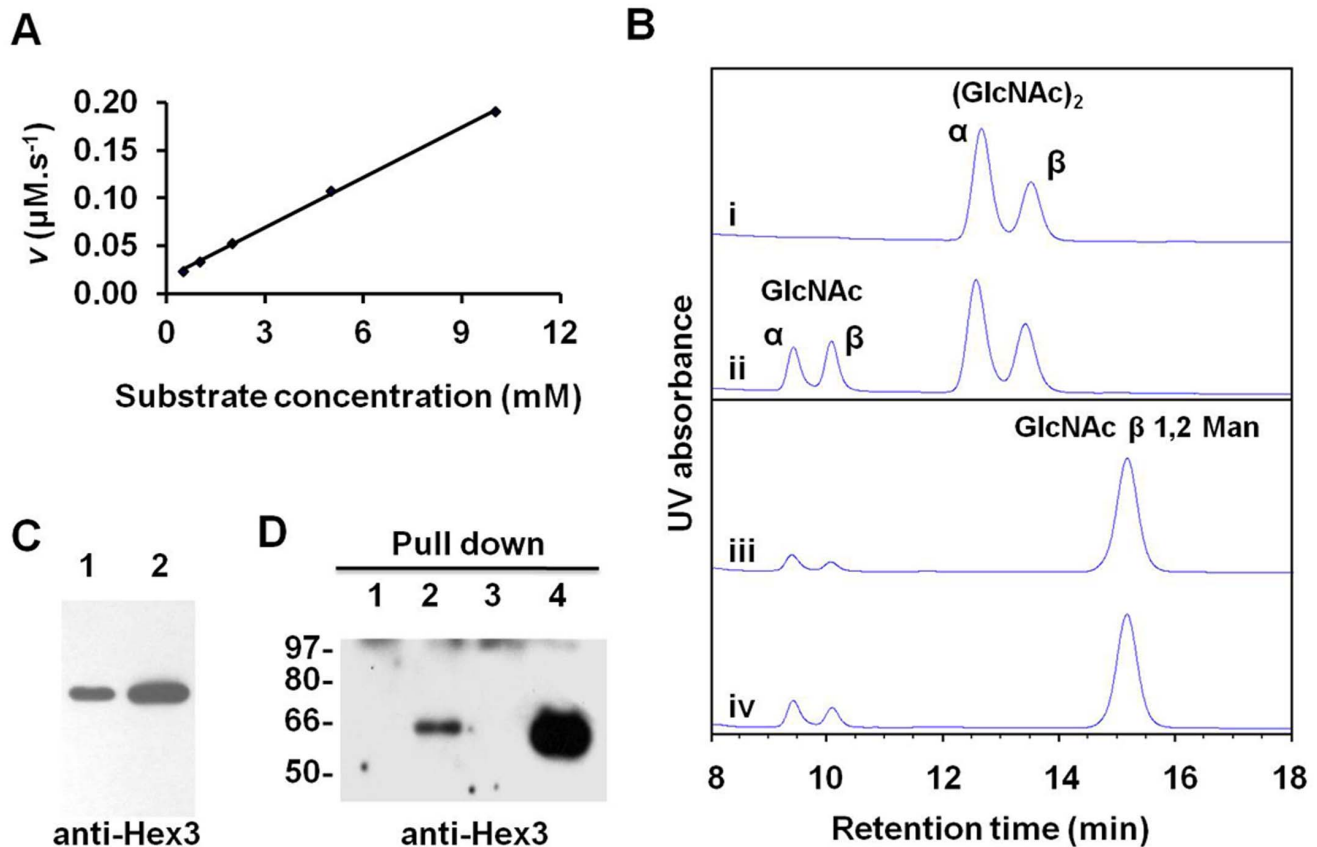 A
v (µM.s-1)
0.20
0.15
0.10
0.05
0.00
0 3 6 9 12
Substrate concentration (mM)
B
UV absorbance
(GlcNAc)2
α
β
i
GlcNAc
α β
ii
GlcNAc β 1,2 Man
iii
iv
8 10 12 14 16 18
Retention time (min)
C
1 2
anti-Hex3
D
Pull down
1 2 3 4
97-
80-
66-
50-
anti-Hex3